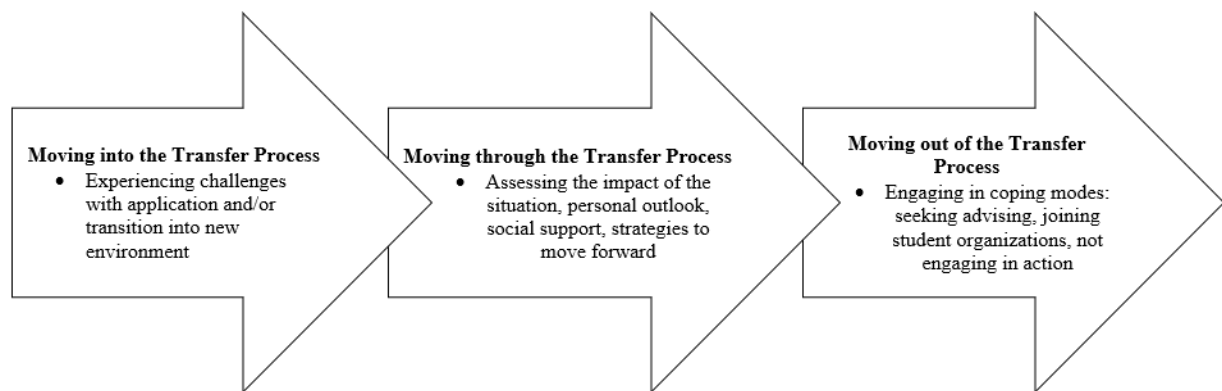 Moving into the Transfer Process
• Experiencing challenges
with application and/or
transition into new
environment
Moving through the Transfer Process
• Assessing the impact of the
situation, personal outlook,
social support, strategies to
move forward
Moving out of the Transfer
Process
• Engaging in coping modes:
seeking advising, joining
student organizations, not
engaging in action